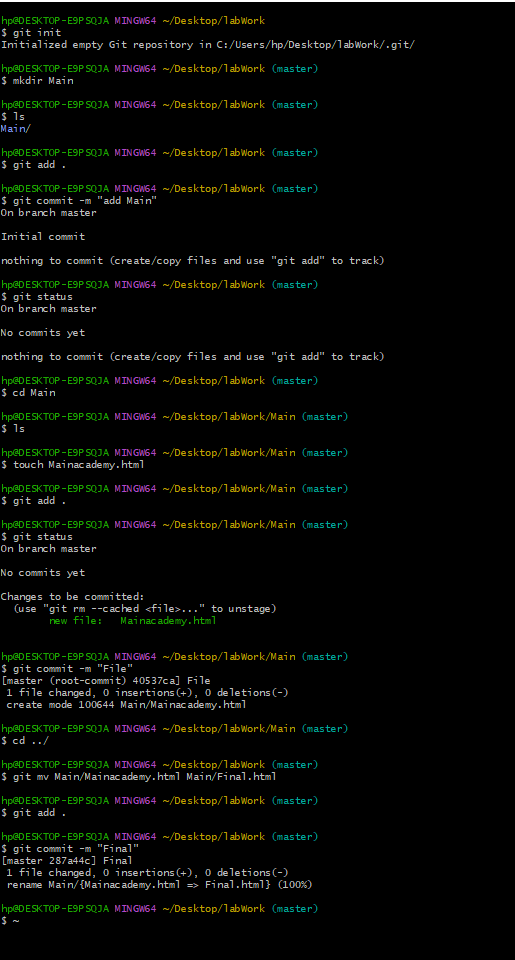 hp@DESKTOP-E9PSQJA MINGW64 ~/Desktop/labWork
$ git init
Initialized empty Git repository in C:/Users/hp/Desktop/labWork/.git/
hp@DESKTOP-E9PSQJA MINGW64 ~/Desktop/labWork (master)
$ mkdir Main
hp@DESKTOP-E9PSQJA MINGW64 ~/Desktop/labWork (master)
$ ls
Main/
hp@DESKTOP-E9PSQJA MINGW64 ~/Desktop/labWork (master)
$ git add .
hp@DESKTOP-E9PSQJA MINGW64 ~/Desktop/labWork (master)
$ git commit -m "add Main"
On branch master
Initial commit
nothing to commit (create/copy files and use "git add" to track)
hp@DESKTOP-E9PSQJA MINGW64 ~/Desktop/labWork (master)
$ git status
On branch master
No commits yet
nothing to commit (create/copy files and use "git add" to track)
hp@DESKTOP-E9PSQJA MINGW64 ~/Desktop/labWork (master)
$ cd Main
hp@DESKTOP-E9PSQJA MINGW64 ~/Desktop/labWork/Main (master)
$ ls
hp@DESKTOP-E9PSQJA MINGW64 ~/Desktop/labWork/Main (master)
$ touch Mainacademy.html
hp@DESKTOP-E9PSQJA MINGW64 ~/Desktop/labWork/Main (master)
$ git add .
hp@DESKTOP-E9PSQJA MINGW64 ~/Desktop/labWork/Main (master)
$ git status
On branch master
No commits yet
Changes to be committed:
  (use "git rm --cached <file>..." to unstage)
        new file:   Mainacademy.html
hp@DESKTOP-E9PSQJA MINGW64 ~/Desktop/labWork/Main (master)
$ git commit -m "File"
[master (root-commit) 40537ca] File
 1 file changed, 0 insertions(+), 0 deletions(-)
 create mode 100644 Main/Mainacademy.html
hp@DESKTOP-E9PSQJA MINGW64 ~/Desktop/labWork/Main (master)
$ cd ../
hp@DESKTOP-E9PSQJA MINGW64 ~/Desktop/labWork (master)
$ git mv Main/Mainacademy.html Main/Final.html
hp@DESKTOP-E9PSQJA MINGW64 ~/Desktop/labWork (master)
$ git add .
hp@DESKTOP-E9PSQJA MINGW64 ~/Desktop/labWork (master)
$ git commit -m "Final"
[master 287a44c] Final
 1 file changed, 0 insertions(+), 0 deletions(-)
 rename Main/{Mainacademy.html => Final.html} (100%)
hp@DESKTOP-E9PSQJA MINGW64 ~/Desktop/labWork (master)
$ ~